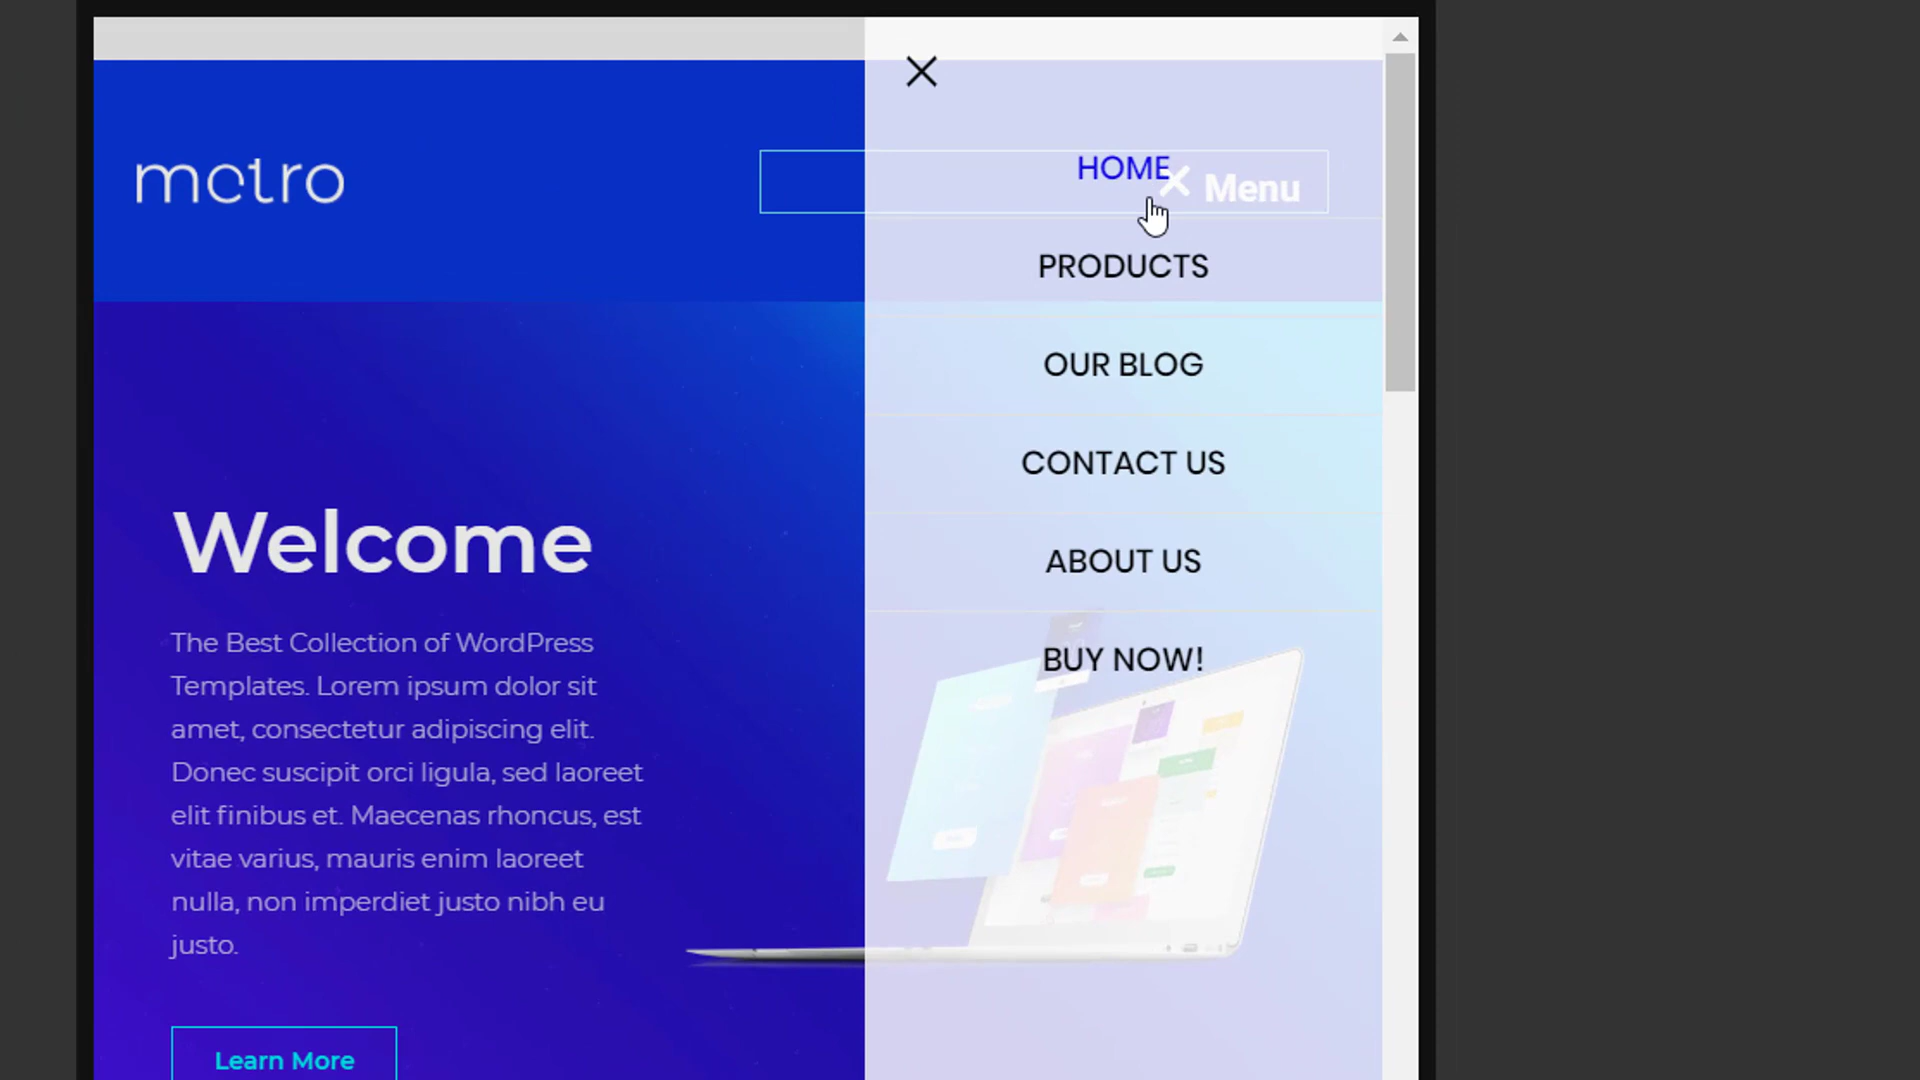 metro
HOME
Menu
PRODUCTS
OUR BLOG
CONTACT US
ABOUT US
BUY NOW!
Welcome
The Best Collection of WordPress
Templates. Lorem ipsum dolor sit
amet, consectetur adipiscing elit.
Donec suscipit orci ligula, sed laoreet
elit finibus et. Maecenas rhoncus, est
vitae varius, mauris enim laoreet
nulla, non imperdiet justo nibh eu
justo.
Learn More